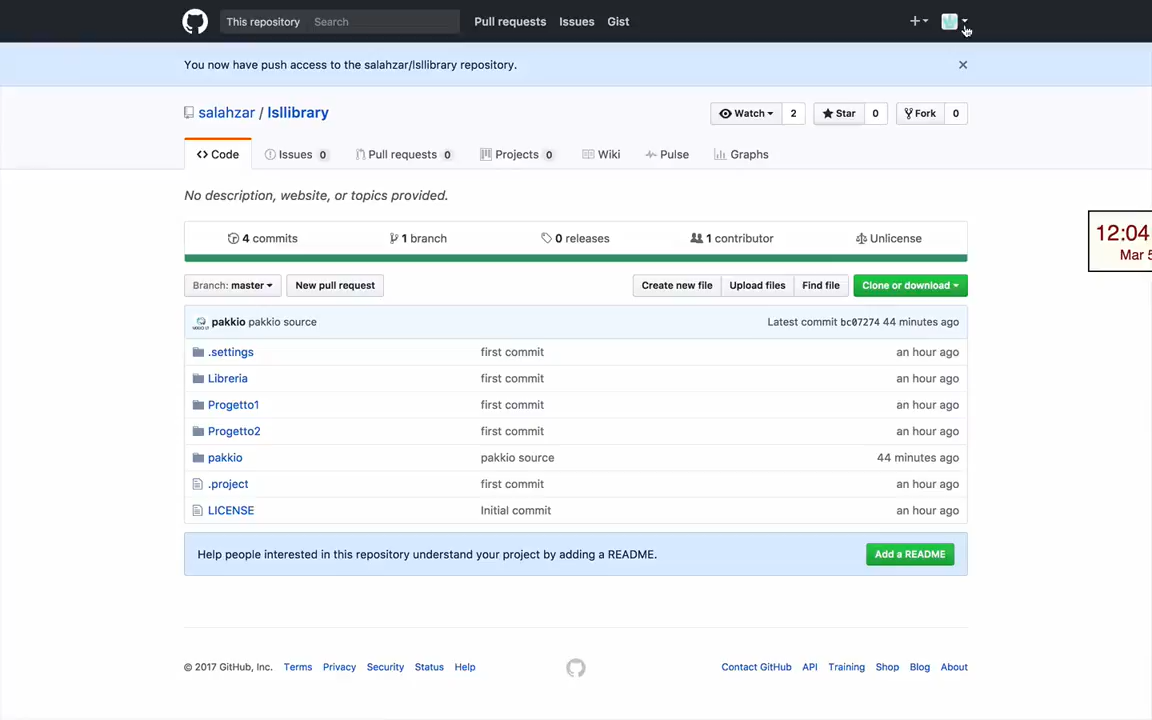 This repository Search Pull requests Issues Gist
You now have push access to the salahzar/lsllibrary repository.
salahzar / lsllibrary Watch 2 Star 0 Fork 0
Code Issues 0 Pull requests 0 Projects 0 Wiki Pulse Graphs
No description, website, or topics provided.
4 commits 1 branch 0 releases 1 contributor Unlicense
12:04
Mar 5
Branch: master New pull request Create new file Upload files Find file Clone or download
pakkio pakkio source Latest commit bc07274 44 minutes ago
.settings first commit an hour ago
Libreria first commit an hour ago
Progetto1 first commit an hour ago
Progetto2 first commit an hour ago
pakkio pakkio source 44 minutes ago
.project first commit an hour ago
LICENSE Initial commit an hour ago
Help people interested in this repository understand your project by adding a README. Add a README
© 2017 GitHub, Inc. Terms Privacy Security Status Help Contact GitHub API Training Shop Blog About